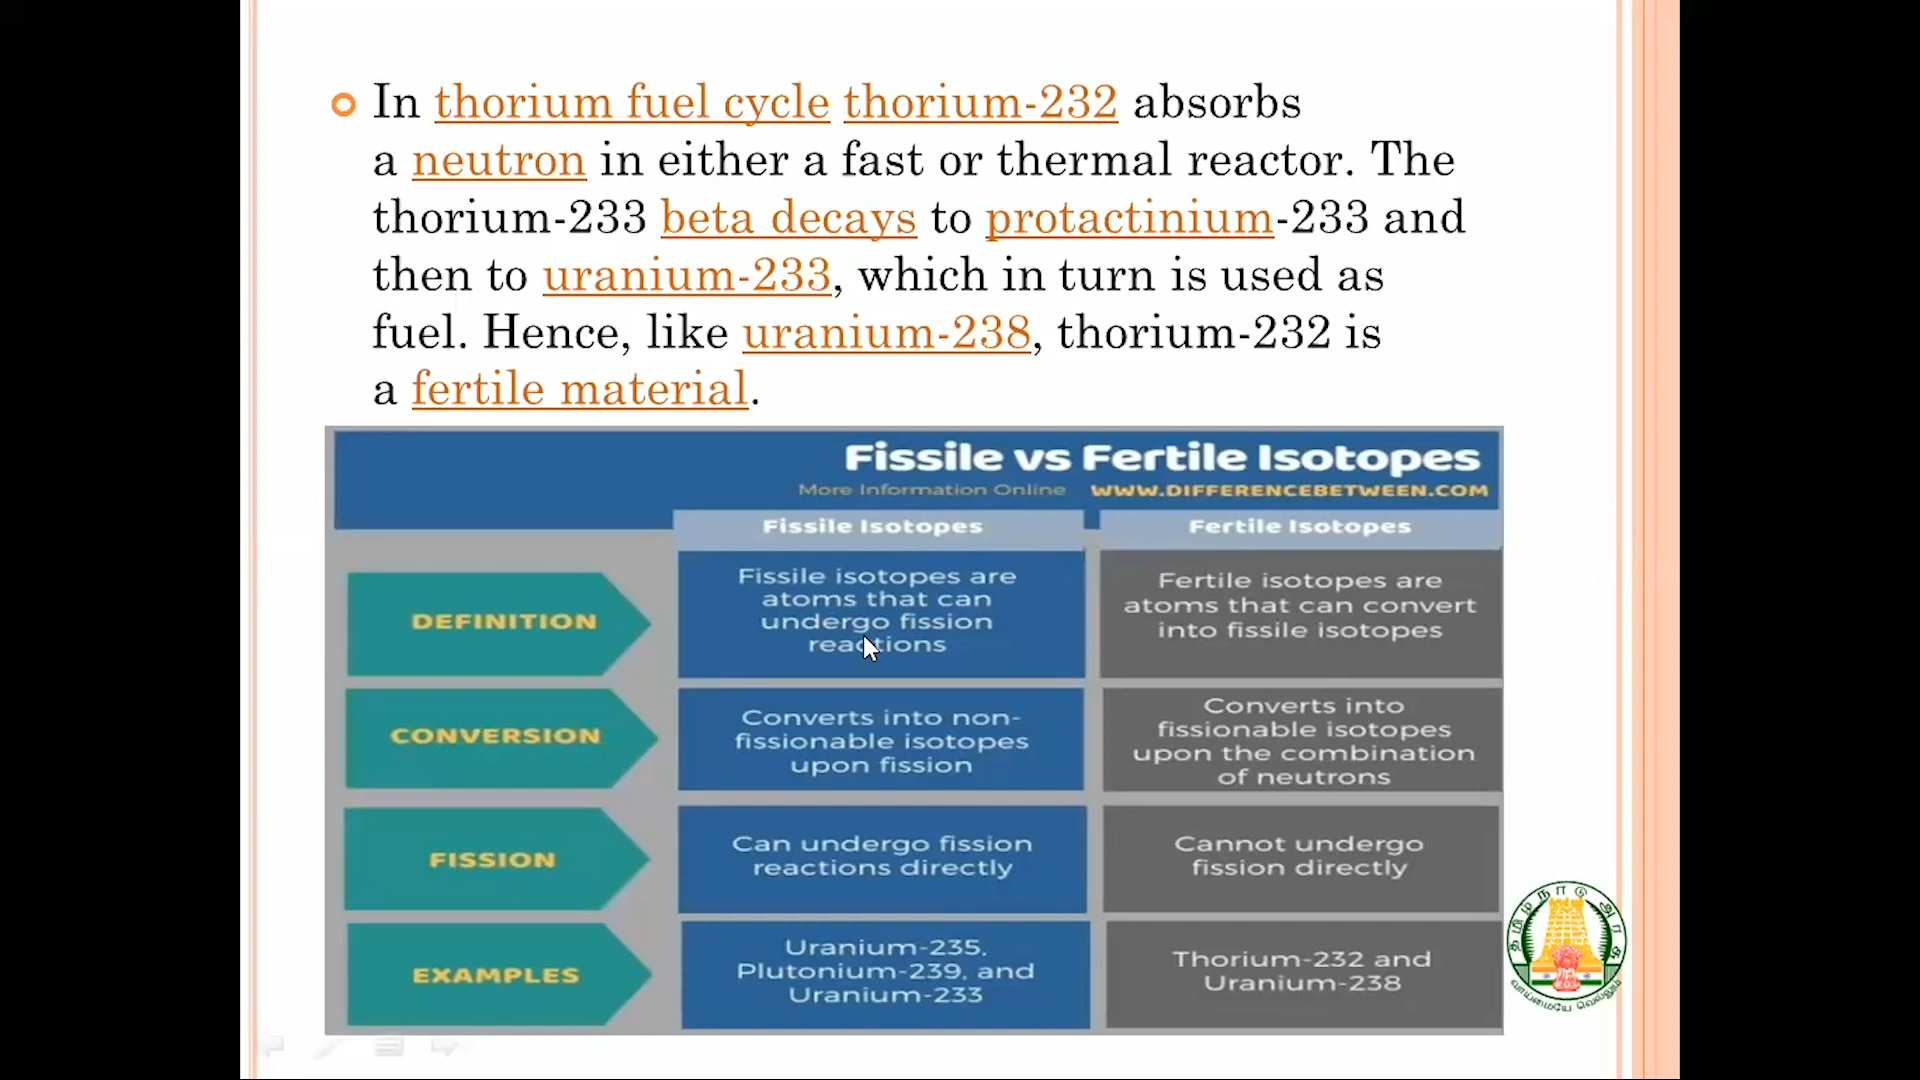 In thorium fuel cycle thorium-232 absorbs
a neutron in either a fast or thermal reactor. The
thorium-233 beta decays to protactinium-233 and
then to uranium-233, which in turn is used as
fuel. Hence, like uranium-238, thorium-232 is
a fertile material.
Fissile vs Fertile Isotopes
More Information Online WWW.DIFFERENCEBETWEEN.COM
Fissile Isotopes
Fertile Isotopes
DEFINITION
Fissile isotopes are
atoms that can
undergo fission
reactions
Fertile isotopes are
atoms that can convert
into fissile isotopes
CONVERSION
Converts into non-
fissionable isotopes
upon fission
Converts into
fissionable isotopes
upon the combination
of neutrons
FISSION
Can undergo fission
reactions directly
Cannot undergo
fission directly
EXAMPLES
Uranium-235,
Plutonium-239, and
Uranium-233
Thorium-232 and
Uranium-238
தமிழ்நாடு அரசு
வாய்மையே வெல்லும்